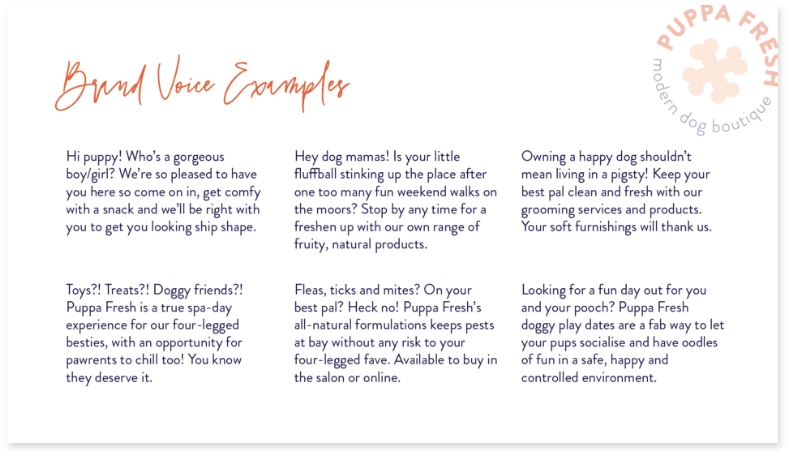 PUPPA FRESH
modern dog boutique
Brand Voice Examples
Hi puppy! Who's a gorgeous
boy/girl? We're so pleased to have
you here so come on in, get comfy
with a snack and we'll be right with
you to get you looking ship shape.
Hey dog mamas! Is your little
fluffball stinking up the place after
one too many fun weekend walks on
the moors? Stop by any time for a
freshen up with our own range of
fruity, natural products.
Owning a happy dog shouldn't
mean living in a pigsty! Keep your
best pal clean and fresh with our
grooming services and products.
Your soft furnishings will thank us.
Toys?! Treats?! Doggy friends?!
Puppa Fresh is a true spa-day
experience for our four-legged
besties, with an opportunity for
pawrents to chill too! You know
they deserve it.
Fleas, ticks and mites? On your
best pal? Heck no! Puppa Fresh's
all-natural formulations keeps pests
at bay without any risk to your
four-legged fave. Available to buy in
the salon or online.
Looking for a fun day out for you
and your pooch? Puppa Fresh
doggy play dates are a fab way to let
your pups socialise and have oodles
of fun in a safe, happy and
controlled environment.